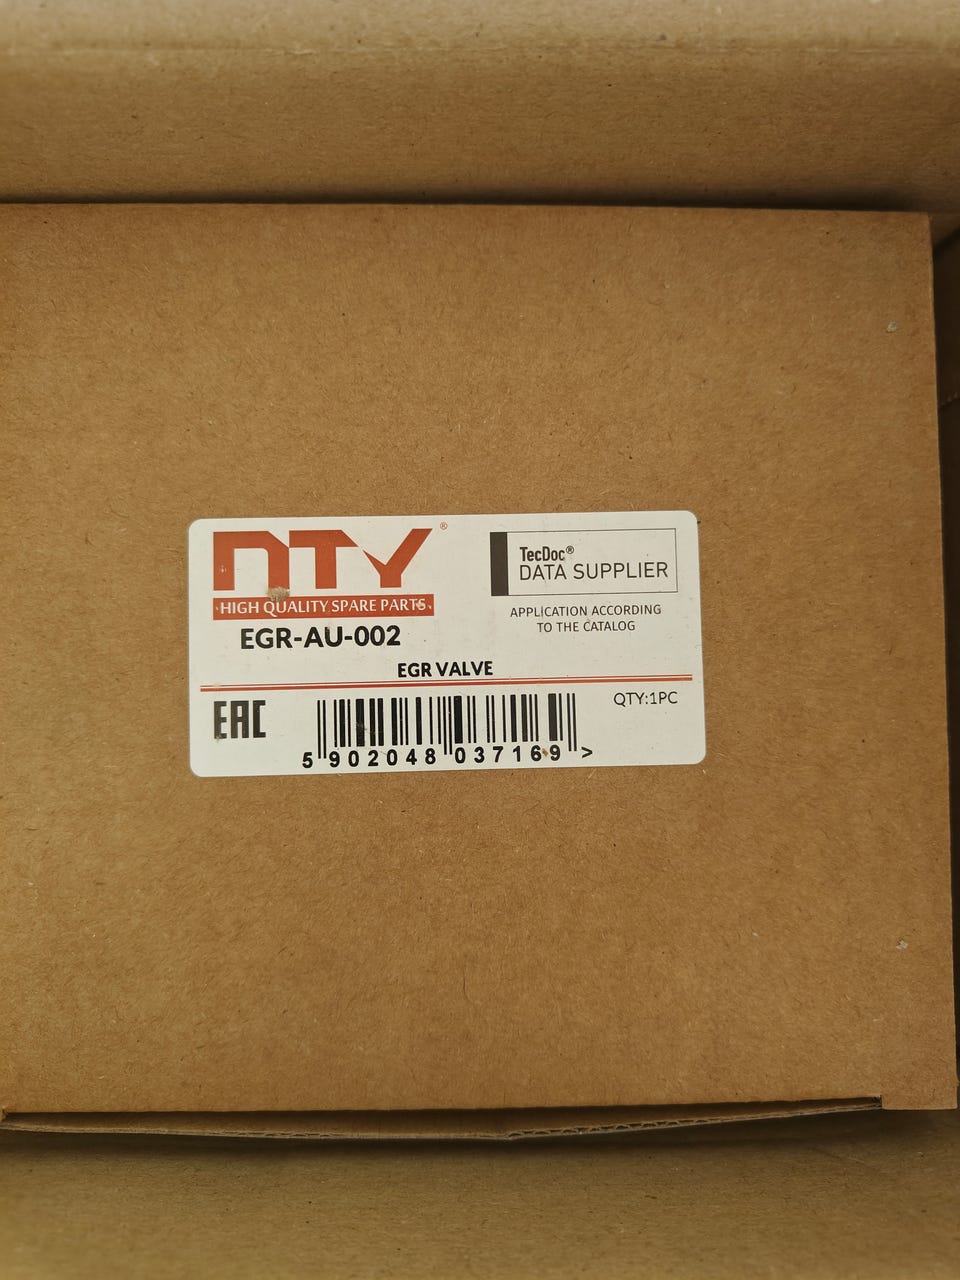 NTY®
HIGH QUALITY SPARE PARTS
EGR-AU-002
TecDoc®
DATA SUPPLIER
APPLICATION ACCORDING
TO THE CATALOG
EGR VALVE
EAC
QTY:1PC
5 902048 037169 >